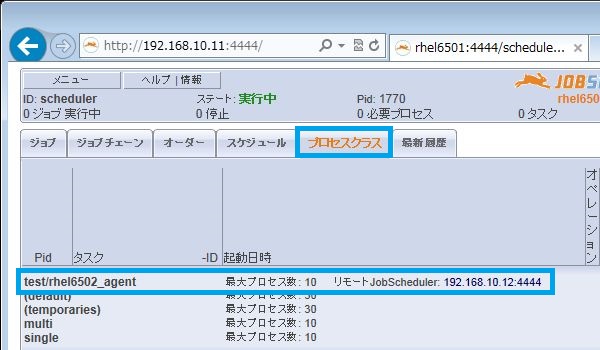 http://192.168.10.11:4444/
rhel6501:4444/schedule...
メニュー
ヘルプ | 情報
ID: scheduler
ステート: 実行中
Pid: 1770
rhel650
0 ジョブ 実行中
0 停止
0 必要プロセス
0 タスク
ジョブ
ジョブチェーン
オーダー
スケジュール
プロセスクラス
最新履歴
オペレーション
Pid
タスク
-ID
起動日時
test/rhel6502_agent 最大プロセス数: 10 リモートJobScheduler: 192.168.10.12:4444
(default) 最大プロセス数: 30
(temporaries) 最大プロセス数: 30
multi 最大プロセス数: 10
single 最大プロセス数: 10